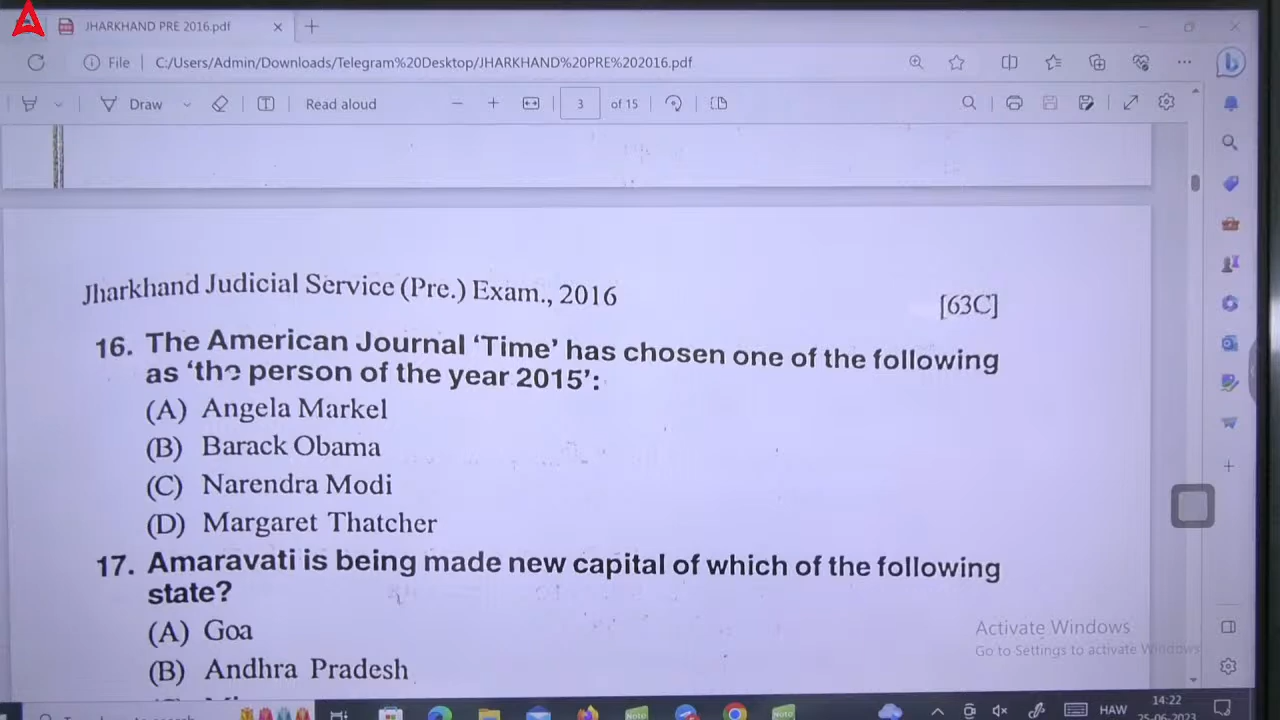 JHARKHAND PRE 2016.pdf
File C:/Users/Admin/Downloads/Telegram%20Desktop/JHARKHAND%20PRE%202016.pdf
Draw Read aloud 3 of 15
Jharkhand Judicial Service (Pre.) Exam., 2016 [63C]
16. The American Journal 'Time' has chosen one of the following
as 'the person of the year 2015':
(A) Angela Markel
(B) Barack Obama
(C) Narendra Modi
(D) Margaret Thatcher
17. Amaravati is being made new capital of which of the following
state?
(A) Goa
(B) Andhra Pradesh
Activate Windows
Go to Settings to activate Windows
14:22
HAW
25-06-2023